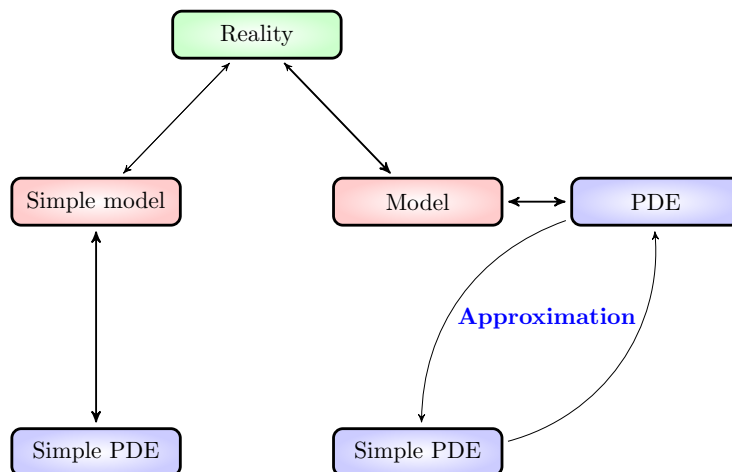 Reality
Simple model
Model
PDE
Approximation
Simple PDE
Simple PDE